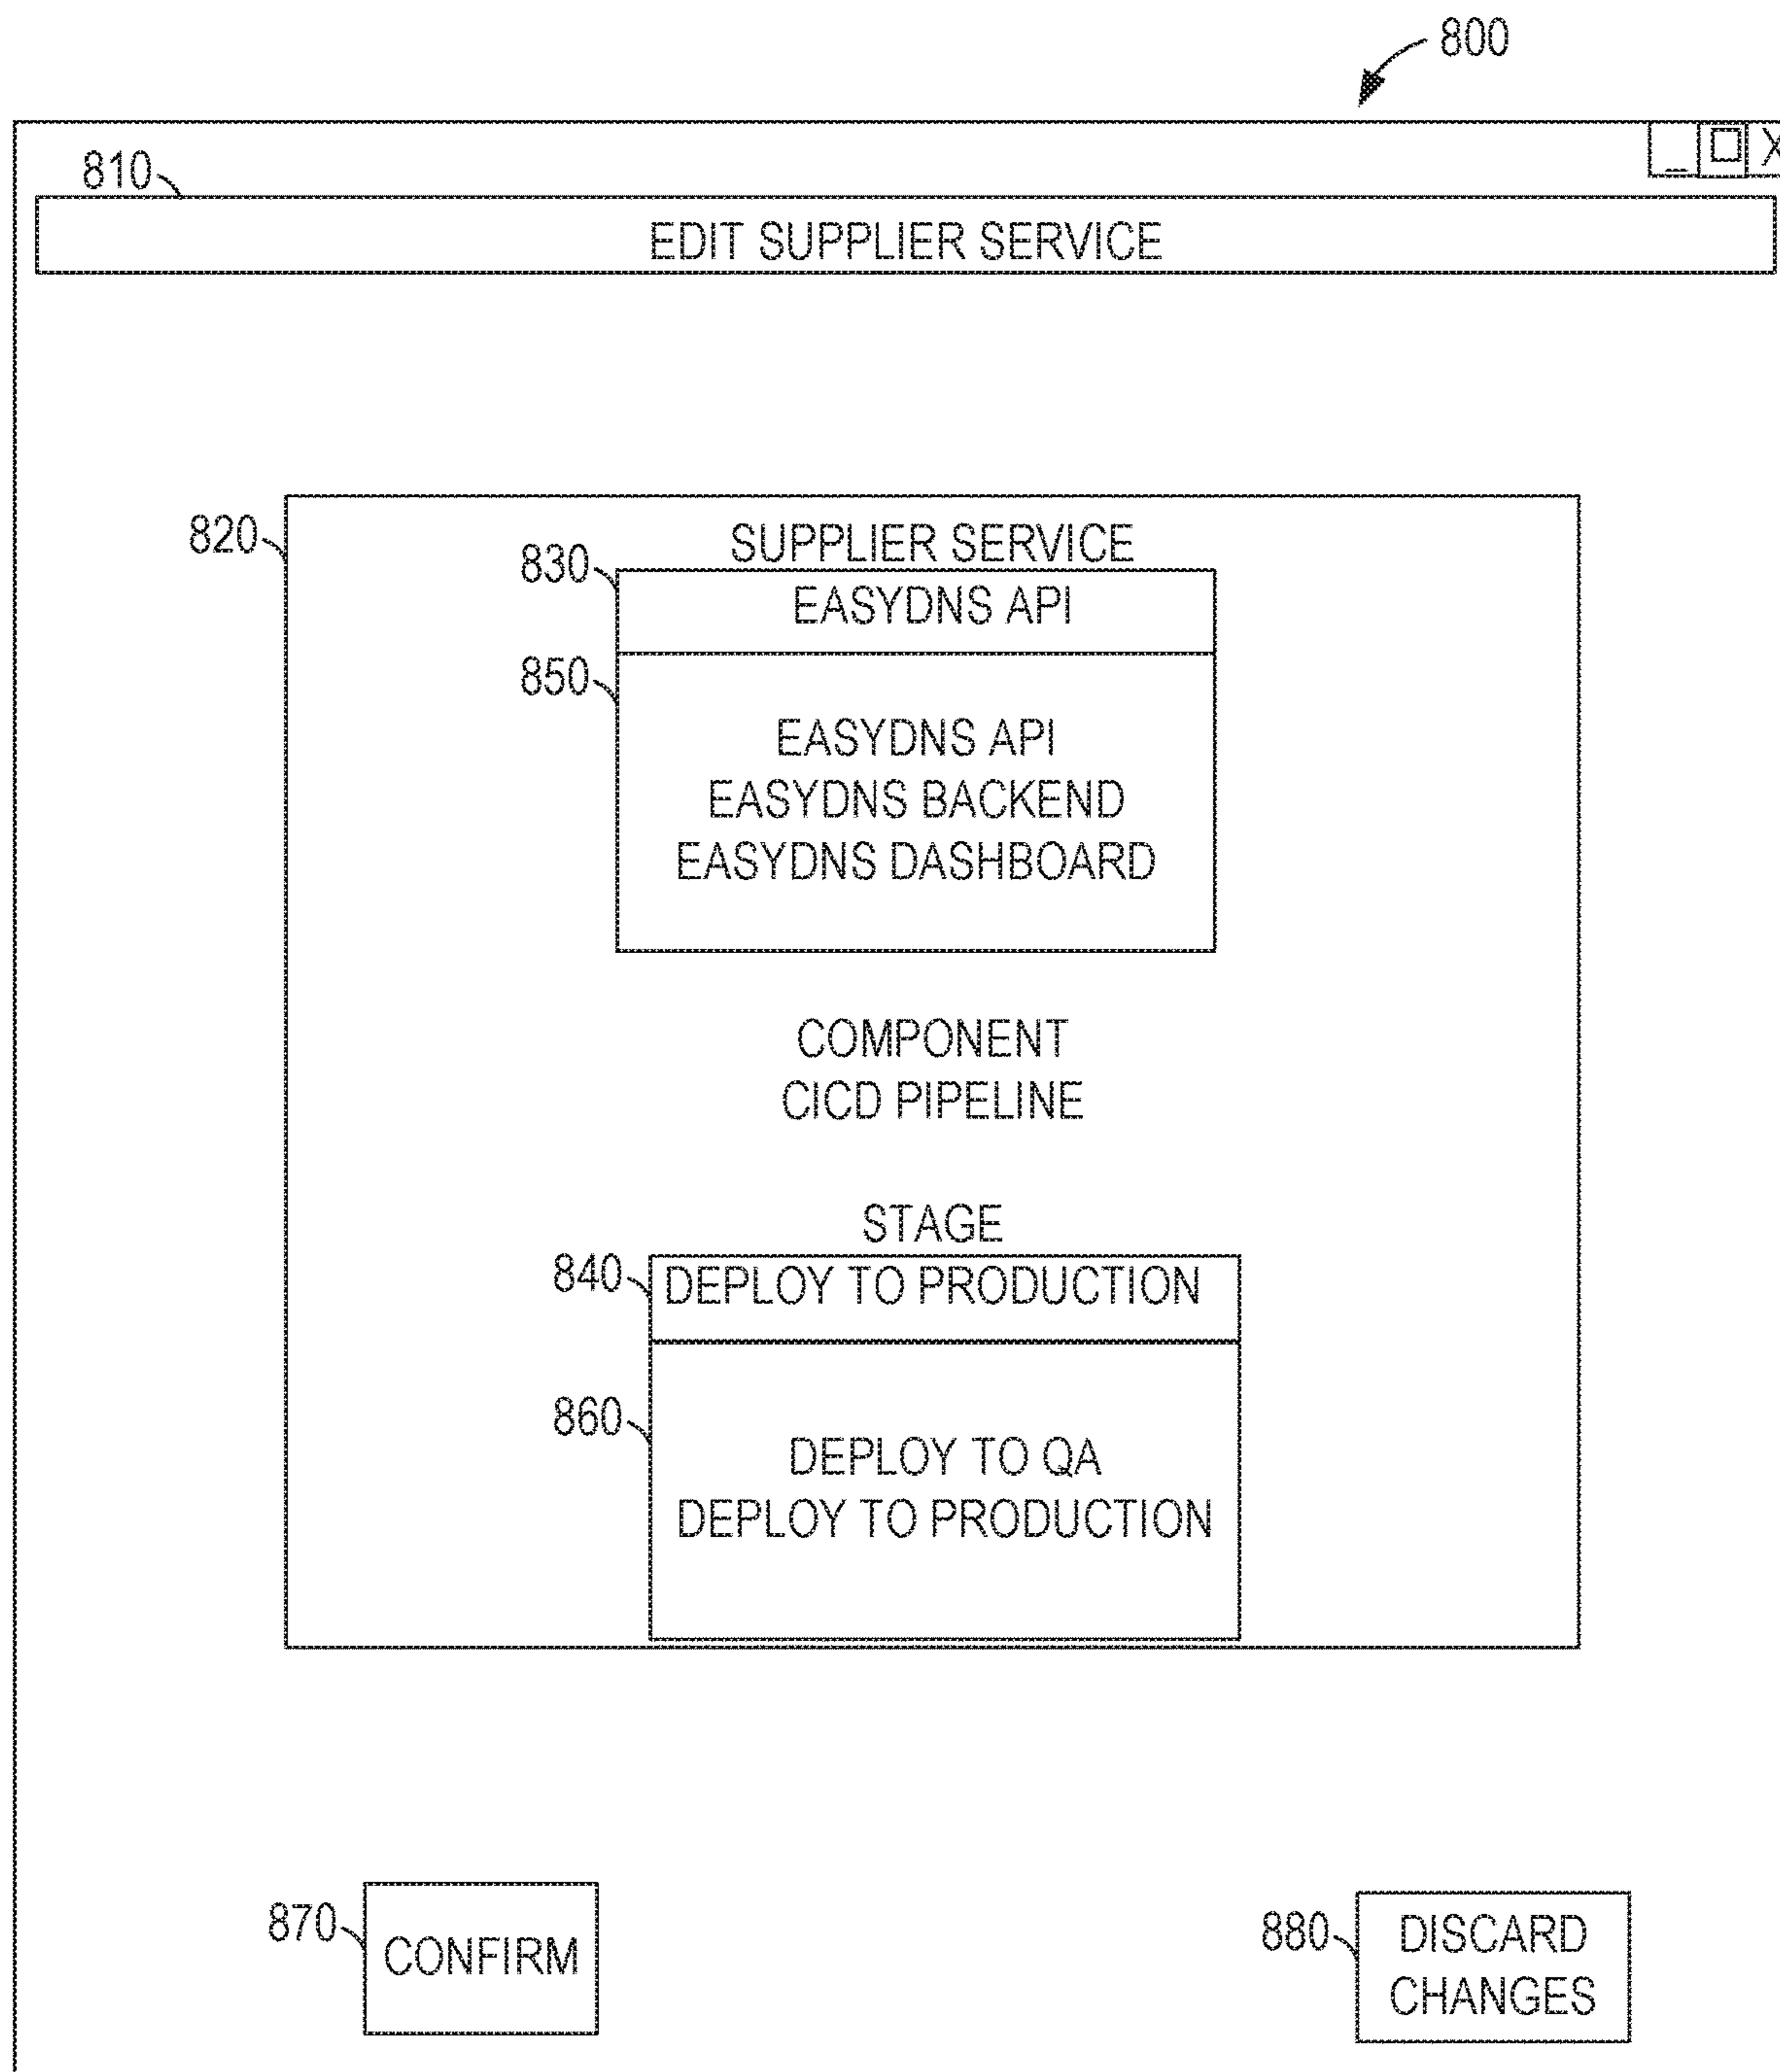 800
_ X
810
EDIT SUPPLIER SERVICE
820
SUPPLIER SERVICE
830
EASYDNS API
850
EASYDNS API
EASYDNS BACKEND
EASYDNS DASHBOARD
COMPONENT
CICD PIPELINE
STAGE
840
DEPLOY TO PRODUCTION
860
DEPLOY TO QA
DEPLOY TO PRODUCTION
870
CONFIRM
880
DISCARD
CHANGES